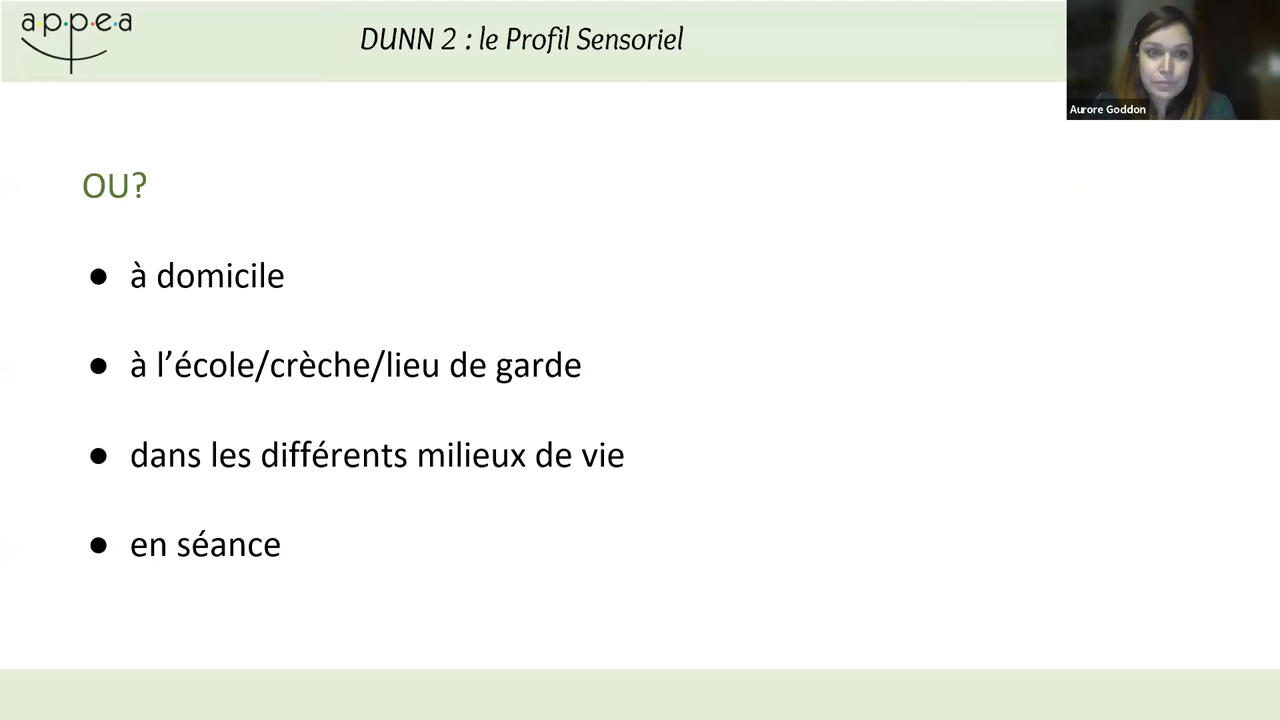 a·p·p·e·a
DUNN 2 : le Profil Sensoriel
Aurore Goddon
OU?
● à domicile
● à l’école/crèche/lieu de garde
● dans les différents milieux de vie
● en séance